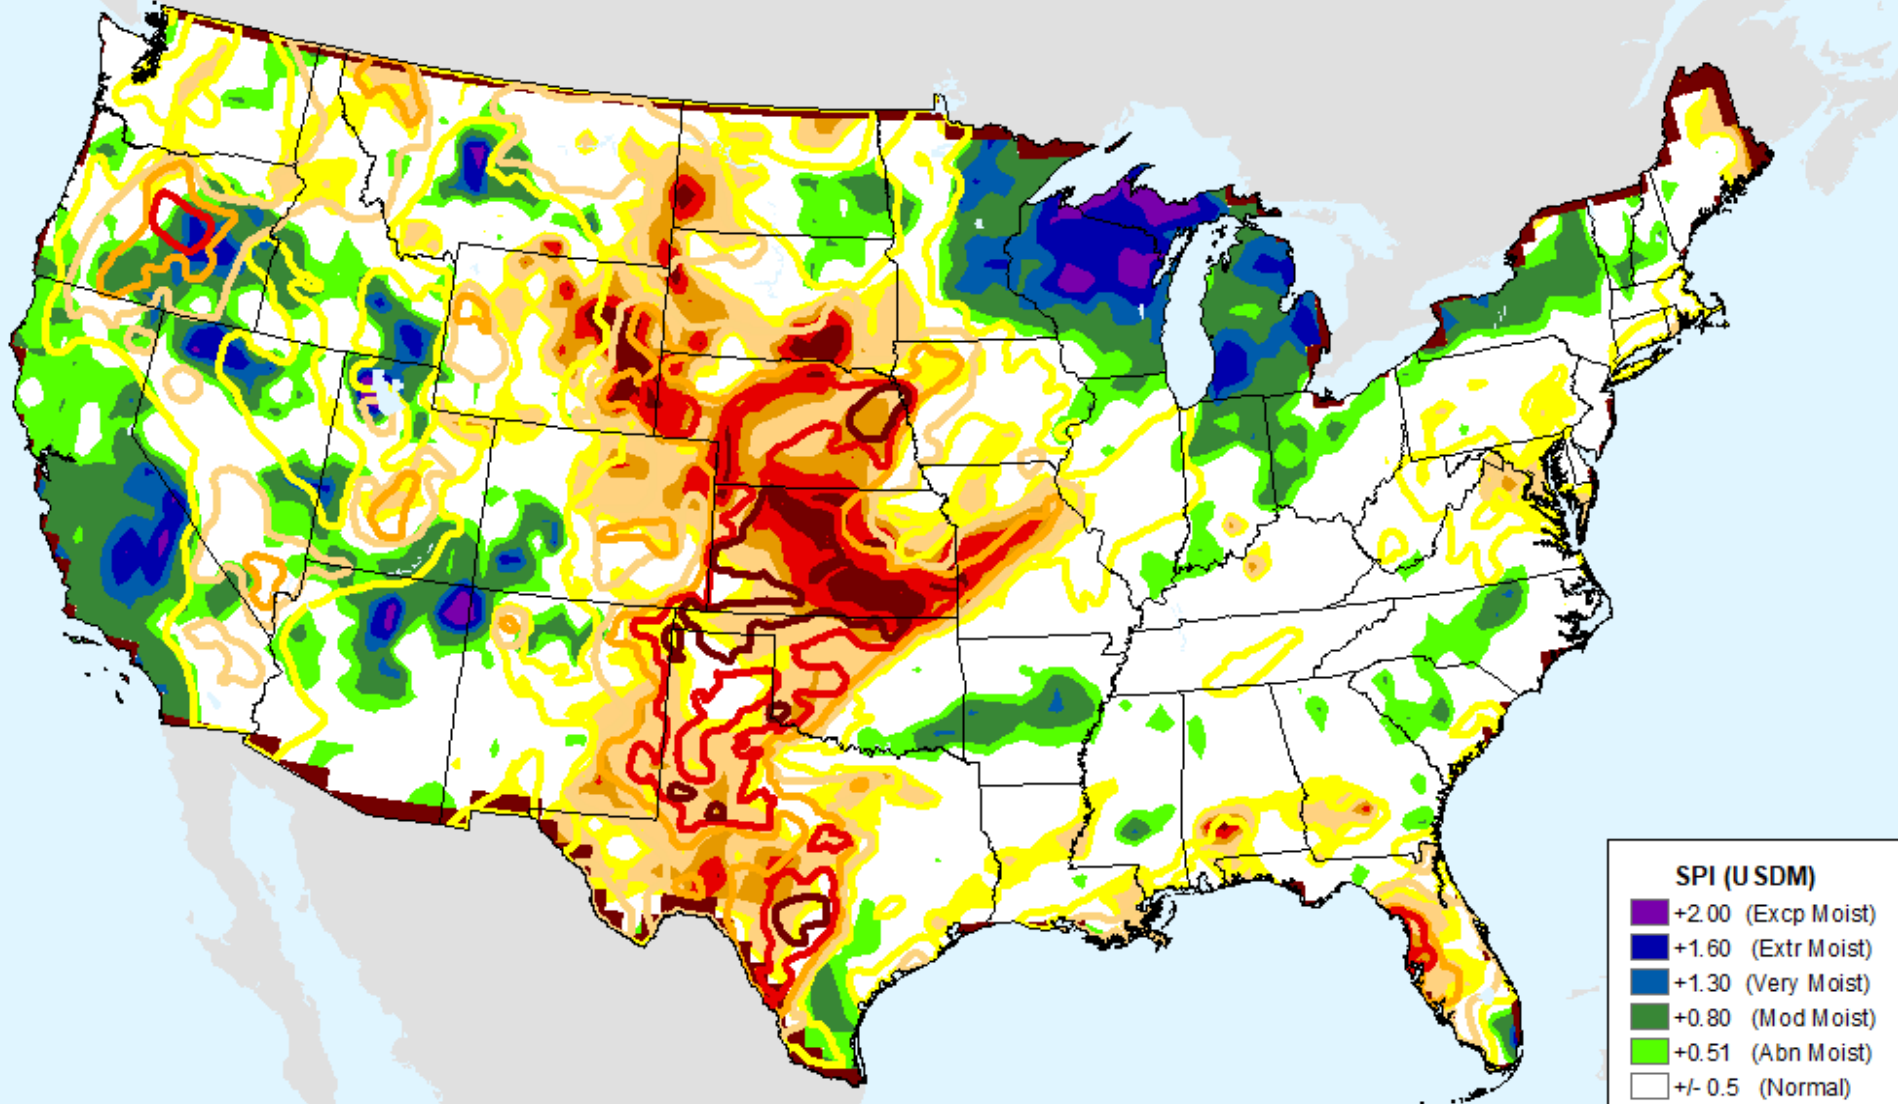 SPI (USDM)
+2.00 (Excp Moist)
+1.60 (Extr Moist)
+1.30 (Very Moist)
+0.80 (Mod Moist)
+0.51 (Abn Moist)
+/- 0.5 (Normal)